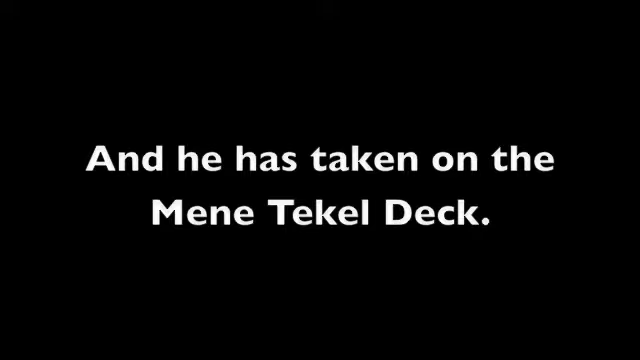 And he has taken on the
Mene Tekel Deck.